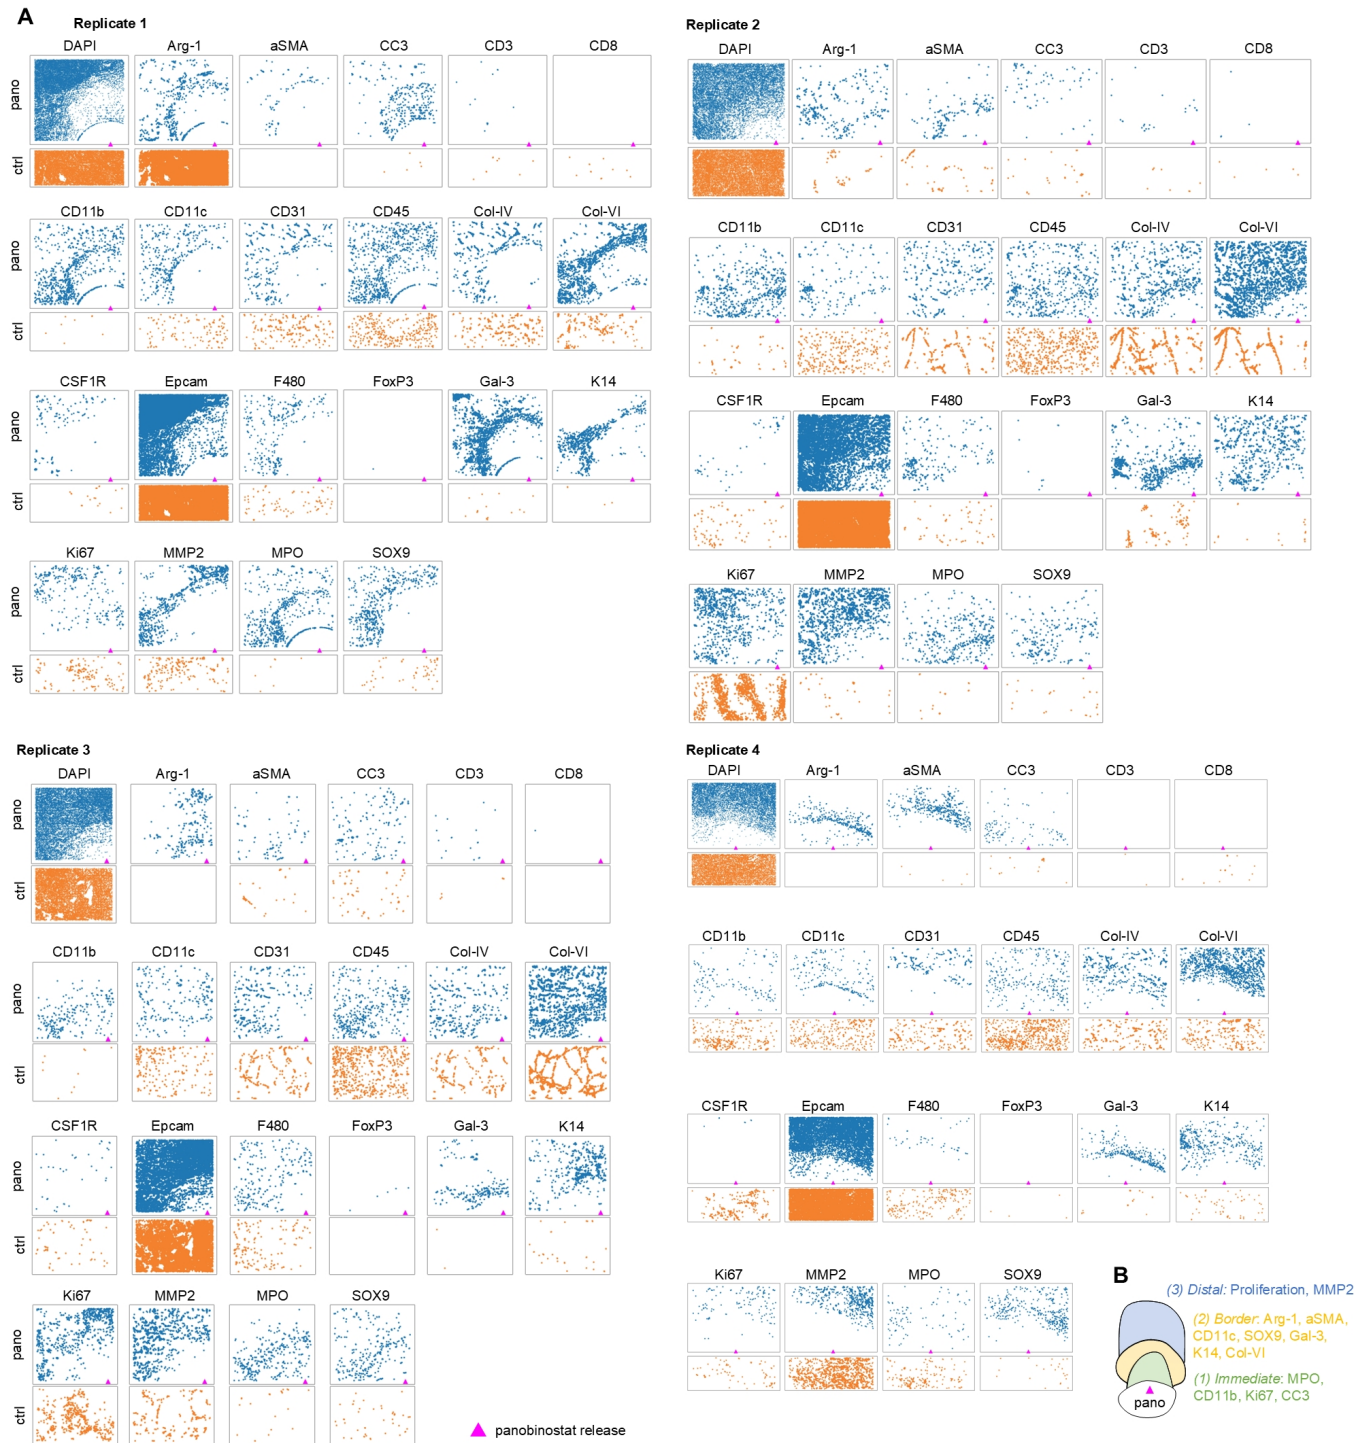 A
Replicate 1
DAPI Arg-1 aSMA CC3 CD3 CD8
pano
ctrl
CD11b CD11c CD31 CD45 Col-IV Col-VI
pano
ctrl
CSF1R Epcam F480 FoxP3 Gal-3 K14
pano
ctrl
Ki67 MMP2 MPO SOX9
pano
ctrl
Replicate 2
DAPI Arg-1 aSMA CC3 CD3 CD8
CD11b CD11c CD31 CD45 Col-IV Col-VI
CSF1R Epcam F480 FoxP3 Gal-3 K14
Ki67 MMP2 MPO SOX9
Replicate 3
DAPI Arg-1 aSMA CC3 CD3 CD8
pano
ctrl
CD11b CD11c CD31 CD45 Col-IV Col-VI
pano
ctrl
CSF1R Epcam F480 FoxP3 Gal-3 K14
pano
ctrl
Ki67 MMP2 MPO SOX9
pano
ctrl
panobinostat release
Replicate 4
DAPI Arg-1 aSMA CC3 CD3 CD8
CD11b CD11c CD31 CD45 Col-IV Col-VI
CSF1R Epcam F480 FoxP3 Gal-3 K14
Ki67 MMP2 MPO SOX9
B
(3) Distal: Proliferation, MMP2
(2) Border: Arg-1, aSMA,
CD11c, SOX9, Gal-3,
K14, Col-VI
(1) Immediate: MPO,
CD11b, Ki67, CC3
pano